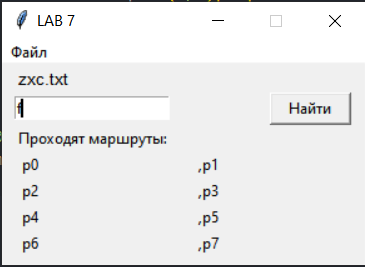 LAB 7
Файл
zxc.txt
f
Найти
Проходят маршруты:
p0 ,p1
p2 ,p3
p4 ,p5
p6 ,p7